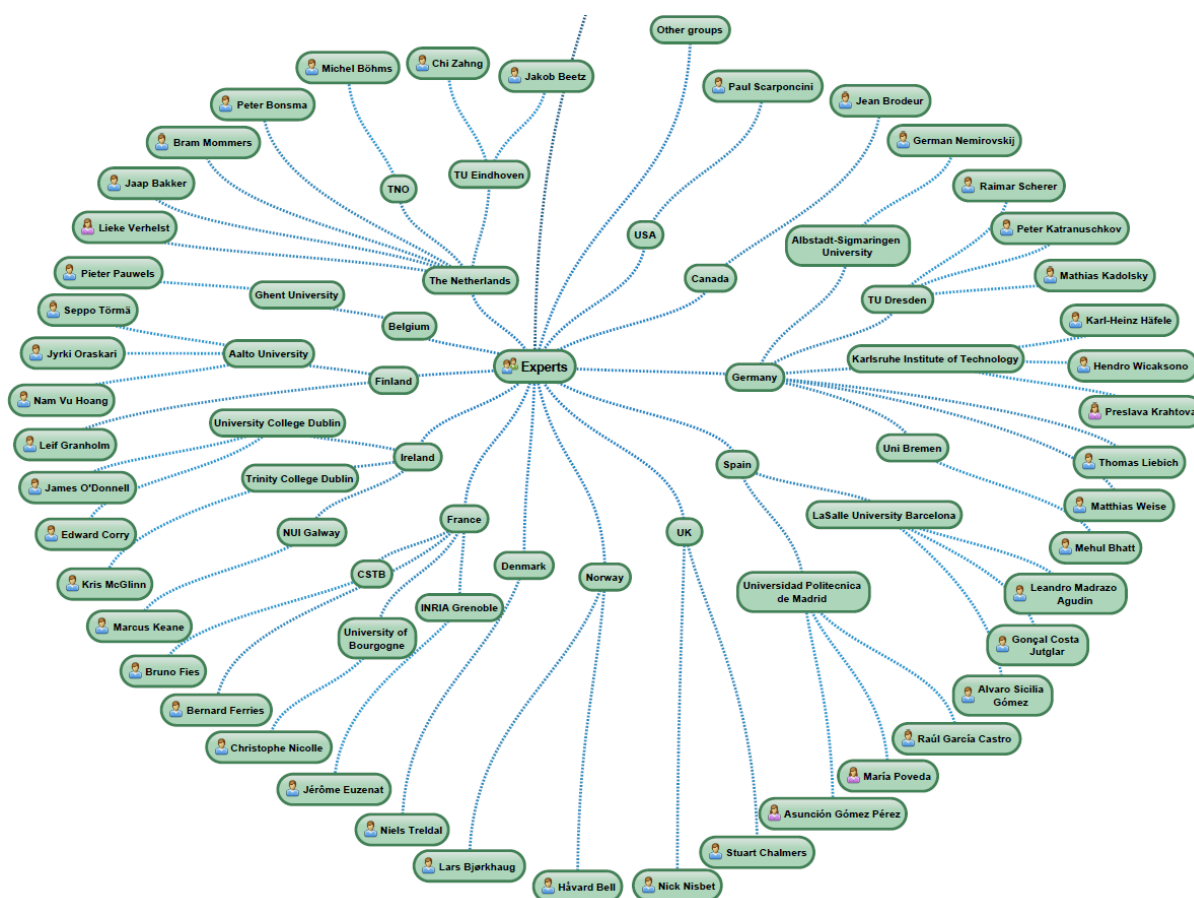 Other groups
Michel Böhms
Chi Zahng
Jakob Beetz
Paul Scarponcini
Jean Brodeur
Peter Bonsma
German Nemirovskij
Bram Mommers
TU Eindhoven
Raimar Scherer
Jaap Bakker
TNO
Lieke Verhelst
USA
Peter Katranuschkov
Albstadt-Sigmaringen
University
Pieter Pauwels
The Netherlands
Canada
Mathias Kadolsky
Ghent University
TU Dresden
Seppo Törmä
Belgium
Karl-Heinz Häfele
Jyrki Oraskari
Aalto University
Experts
Karlsruhe Institute of Technology
Hendro Wicaksono
Finland
Germany
Nam Vu Hoang
Preslava Krahtova
University College Dublin
Leif Granholm
Ireland
Uni Bremen
Spain
Thomas Liebich
Trinity College Dublin
James O'Donnell
Matthias Weise
LaSalle University Barcelona
France
Edward Corry
NUI Galway
UK
Mehul Bhatt
Denmark
CSTB
Norway
Kris McGlinn
Universidad Politecnica
de Madrid
Leandro Madrazo
Agudin
INRIA Grenoble
Marcus Keane
University of
Bourgogne
Gonçal Costa
Jutglar
Bruno Fies
Alvaro Sicilia
Gómez
Bernard Ferries
Raúl García Castro
Christophe Nicolle
María Poveda
Jérôme Euzenat
Asunción Gómez Pérez
Niels Treldal
Stuart Chalmers
Lars Bjørkhaug
Håvard Bell
Nick Nisbet